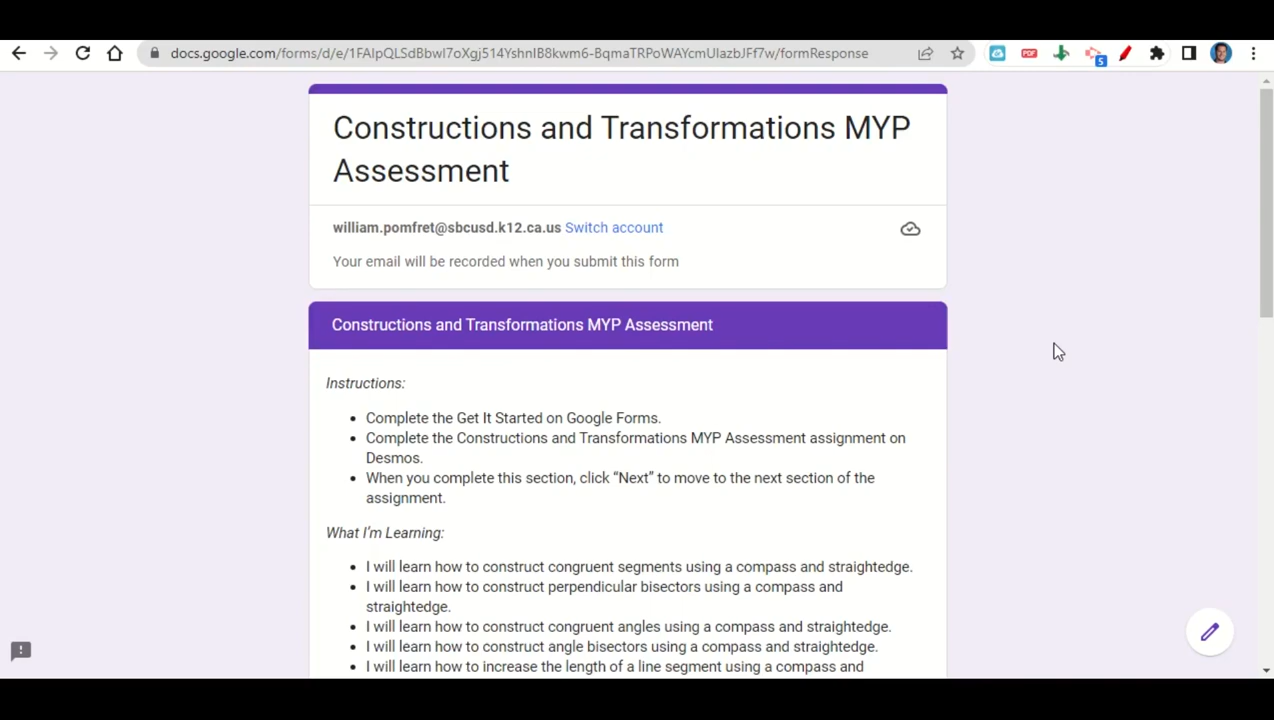 docs.google.com/forms/d/e/1FAIpQLSdBbwI7oXgj514YshnIB8kwm6-BqmaTRPoWAYcmUIazbJFf7w/formResponse
PDF
5
Constructions and Transformations MYP
Assessment
william.pomfret@sbcusd.k12.ca.us Switch account
Your email will be recorded when you submit this form
Constructions and Transformations MYP Assessment
Instructions:
• Complete the Get It Started on Google Forms.
• Complete the Constructions and Transformations MYP Assessment assignment on
Desmos.
• When you complete this section, click “Next” to move to the next section of the
assignment.
What I’m Learning:
• I will learn how to construct congruent segments using a compass and straightedge.
• I will learn how to construct perpendicular bisectors using a compass and
straightedge.
• I will learn how to construct congruent angles using a compass and straightedge.
• I will learn how to construct angle bisectors using a compass and straightedge.
• I will learn how to increase the length of a line segment using a compass and